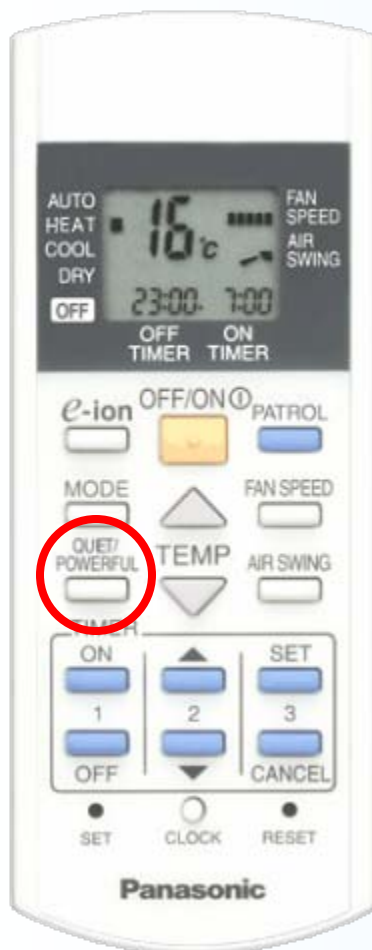 AUTO
HEAT
COOL
DRY
OFF
16°C
FAN
SPEED
AIR
SWING
23:00 7:00
OFF ON
TIMER TIMER
e-ion OFF/ON PATROL
MODE FAN SPEED
QUIET/
POWERFUL TEMP AIR SWING
TIMER
ON SET
1 2 3
OFF CANCEL
SET CLOCK RESET
Panasonic